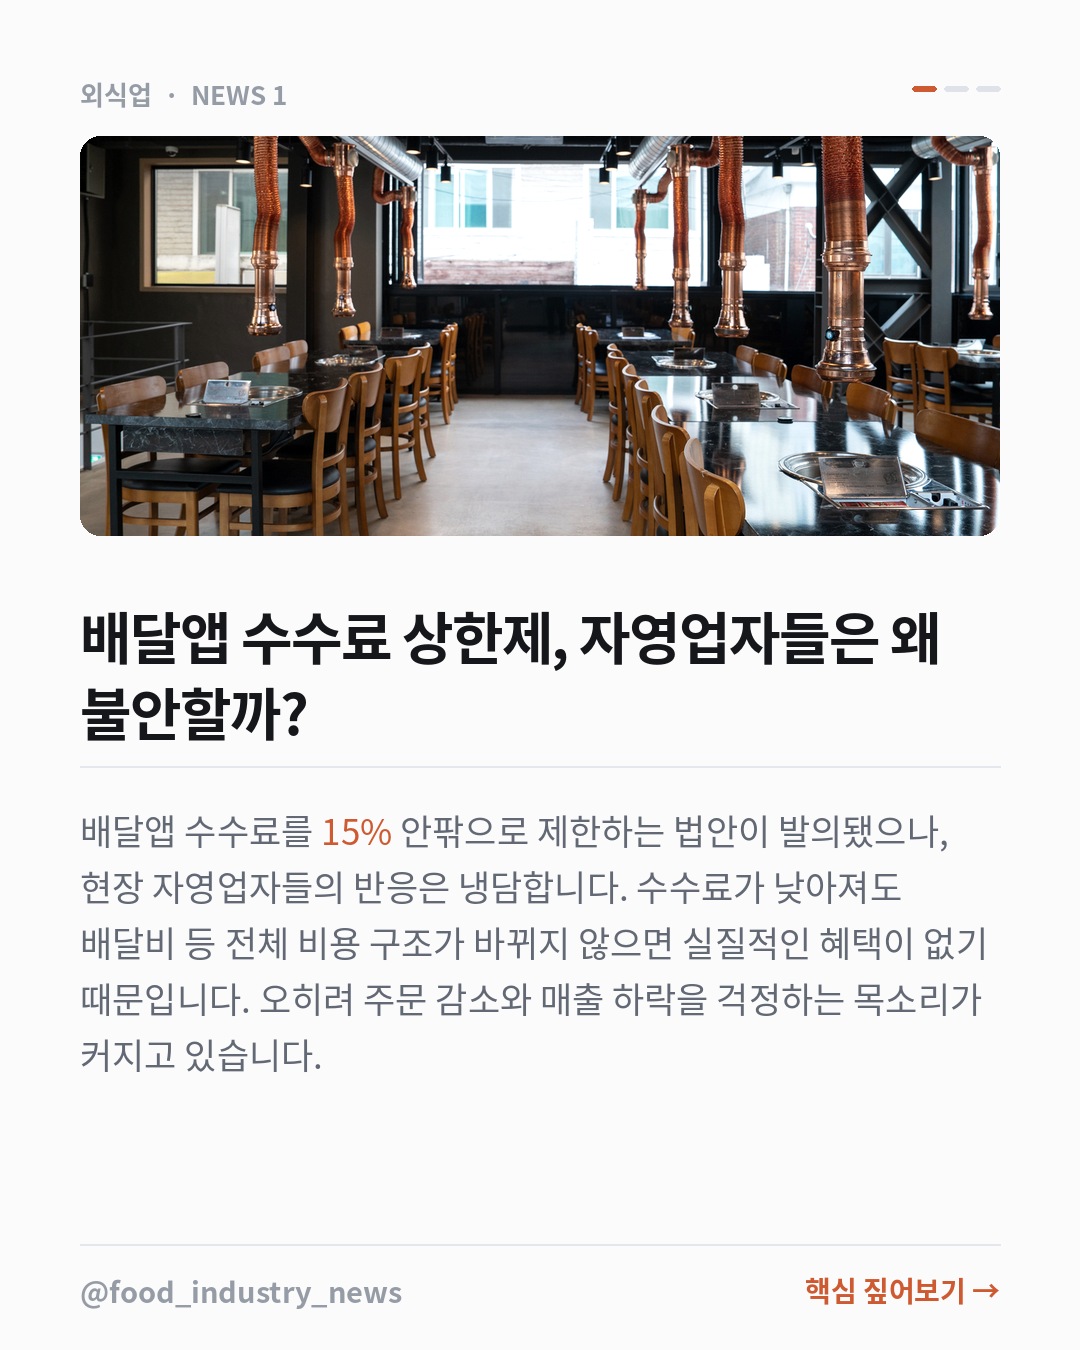 외식업 · NEWS 1
배달앱 수수료 상한제, 자영업자들은 왜
불안할까?
배달앱 수수료를 15% 안팎으로 제한하는 법안이 발의됐으나,
현장 자영업자들의 반응은 냉담합니다. 수수료가 낮아져도
배달비 등 전체 비용 구조가 바뀌지 않으면 실질적인 혜택이 없기
때문입니다. 오히려 주문 감소와 매출 하락을 걱정하는 목소리가
커지고 있습니다.
@food_industry_news
핵심 짚어보기 →